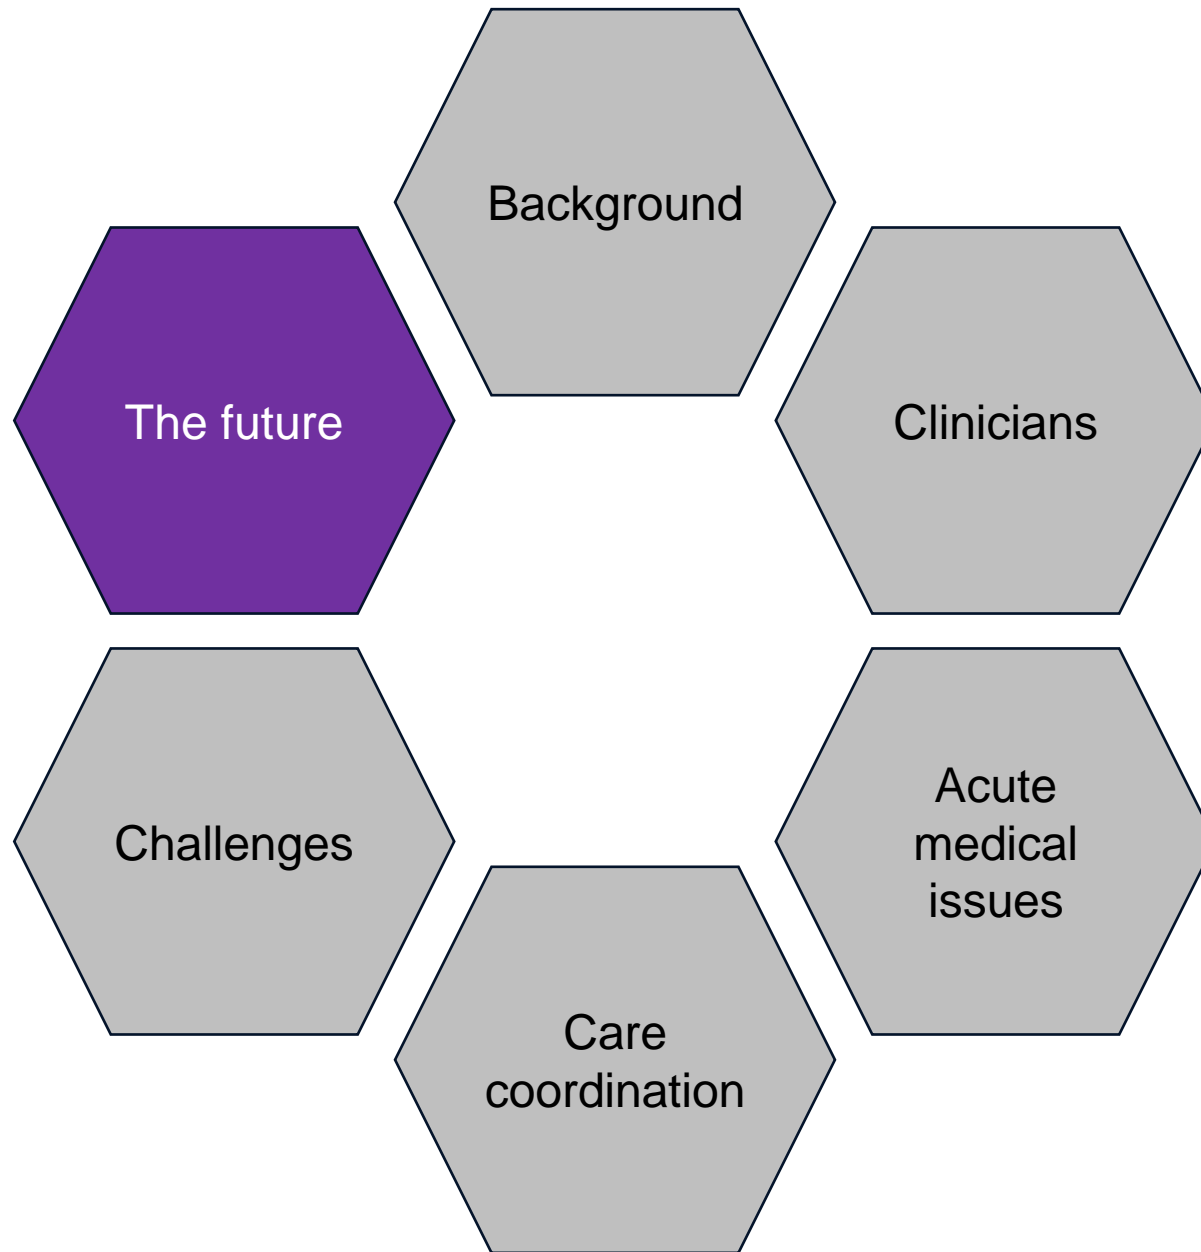 Background
Clinicians
Acute
medical
issues
Care
coordination
Challenges
The future